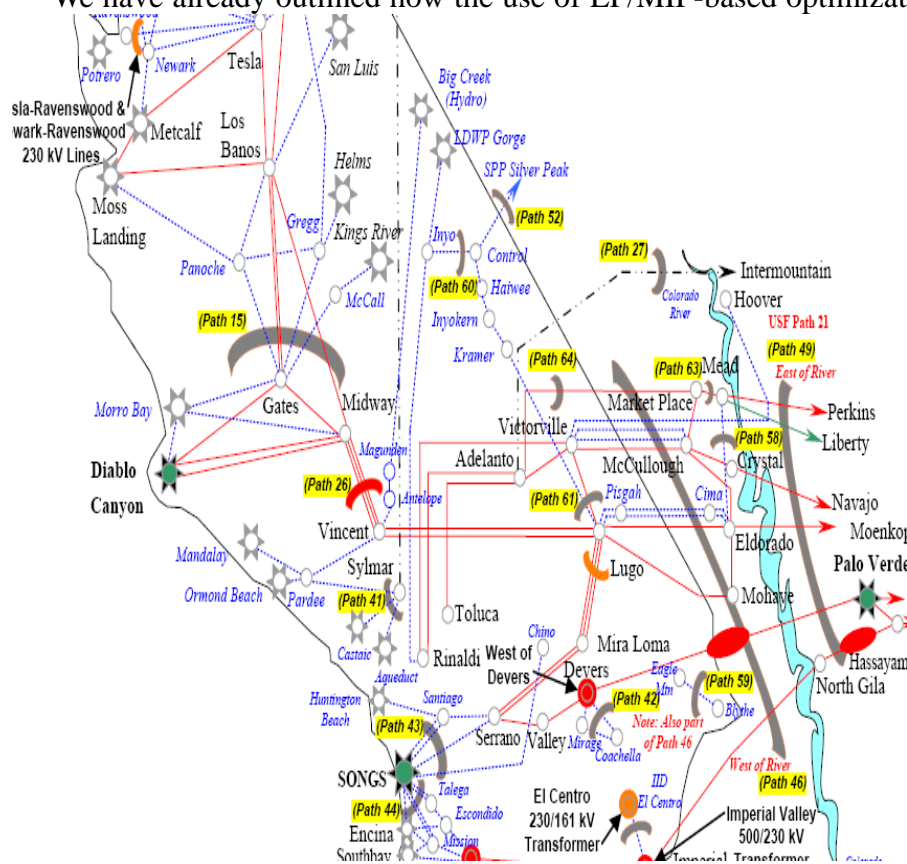 We have already outlined how the use of LP/MIP-based optimizat
Ravenswood
Potrero
Newark
Tesla
San Luis
sla-Ravenswood &
wark-Ravenswood
230 kV Lines
Metcalf
Los
Banos
Big Creek
(Hydro)
LDWP Gorge
SPP Silver Peak
Helms
Moss
Landing
Gregg
Kings River
(Path 52)
Inyo
Control
Panoche
McCall
(Path 60)
Haiwee
Inyokern
Kramer
(Path 27)
Colorado
River
Intermountain
Hoover
USF Path 21
(Path 49)
East of River
(Path 15)
(Path 64)
(Path 63)
Mead
Gates
Midway
Morro Bay
Market Place
Perkins
Liberty
Victorville
McCullough
(Path 58)
Crystal
Magunden
Adelanto
Diablo
Canyon
(Path 26)
Antelope
(Path 61)
Pisgah
Cima
Navajo
Moenkop
Vincent
Eldorado
Palo Verde
Mandalay
Ormond Beach
Pardee
Sylmar
(Path 41)
Lugo
Mohave
Toluca
Castaic
Aqueduct
Rinaldi
Chino
Mira Loma
West of
Devers
Devers
Eagle
Mtn
(Path 59)
Blythe
Hassayam
North Gila
Huntington
Beach
Santiago
(Path 43)
Serrano
Valley
(Path 42)
Mirage
Coachella
Note: Also part
of Path 46
West of River
(Path 46)
SONGS
Talega
(Path 44)
Escondido
Encina
Mission
Southbay
El Centro
230/161 kV
Transformer
IID
El Centro
Imperial Valley
500/230 kV
Transformer
Imperial